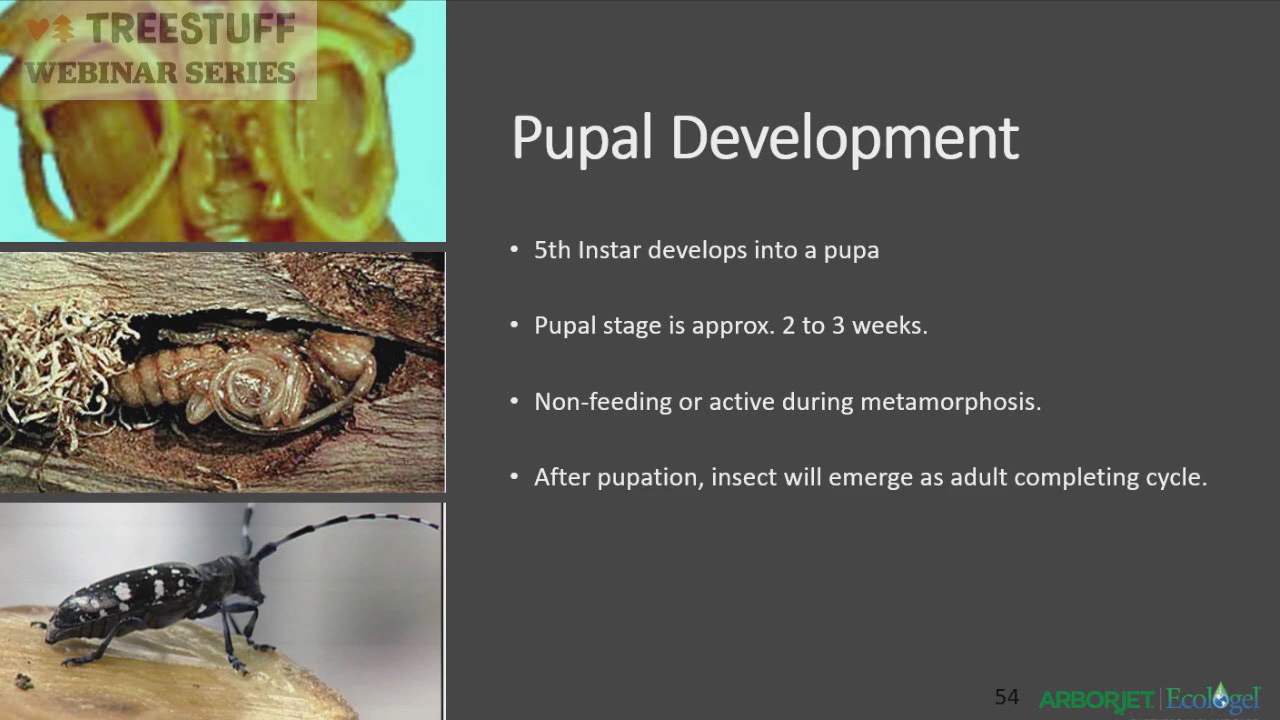 TREESTUFF
WEBINAR SERIES
Pupal Development
• 5th Instar develops into a pupa
• Pupal stage is approx. 2 to 3 weeks.
• Non-feeding or active during metamorphosis.
• After pupation, insect will emerge as adult completing cycle.
54 ARBORJET | Ecologel